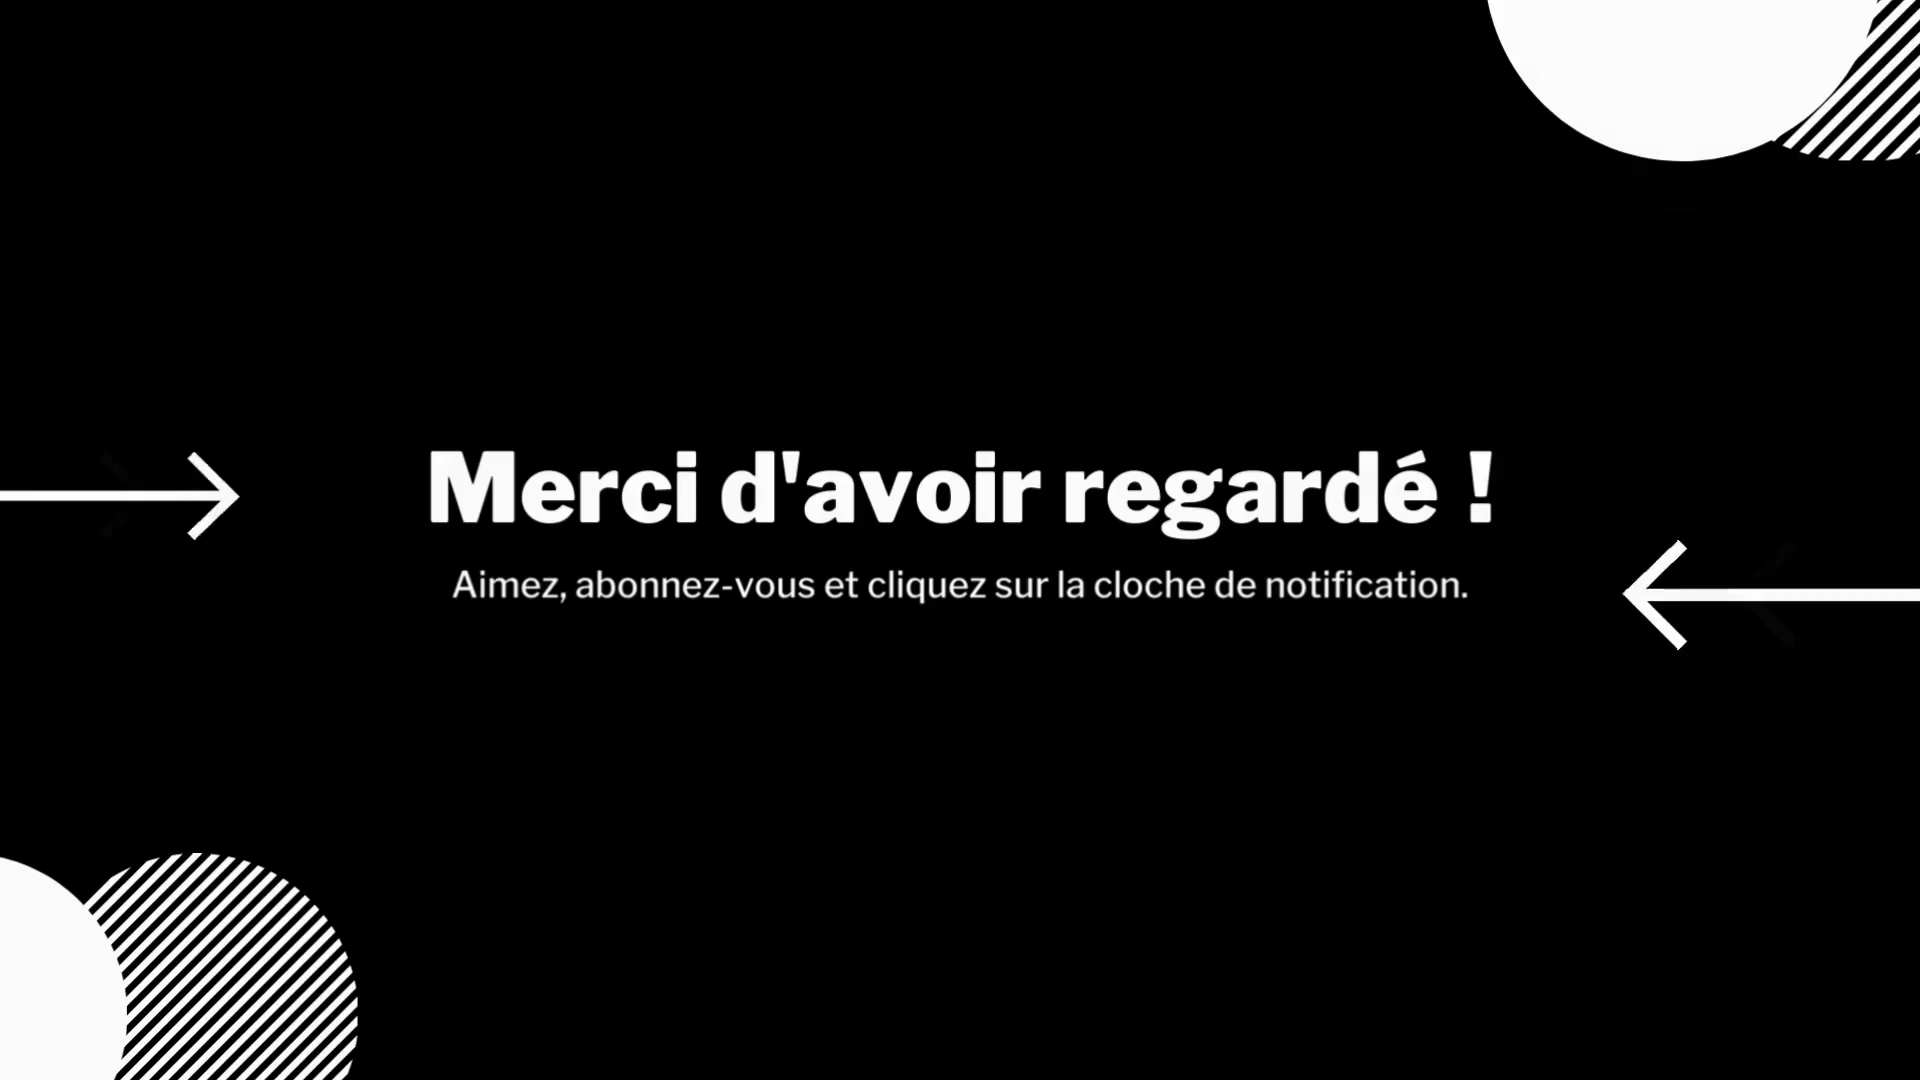 Merci d'avoir regardé !
Aimez, abonnez-vous et cliquez sur la cloche de notification.